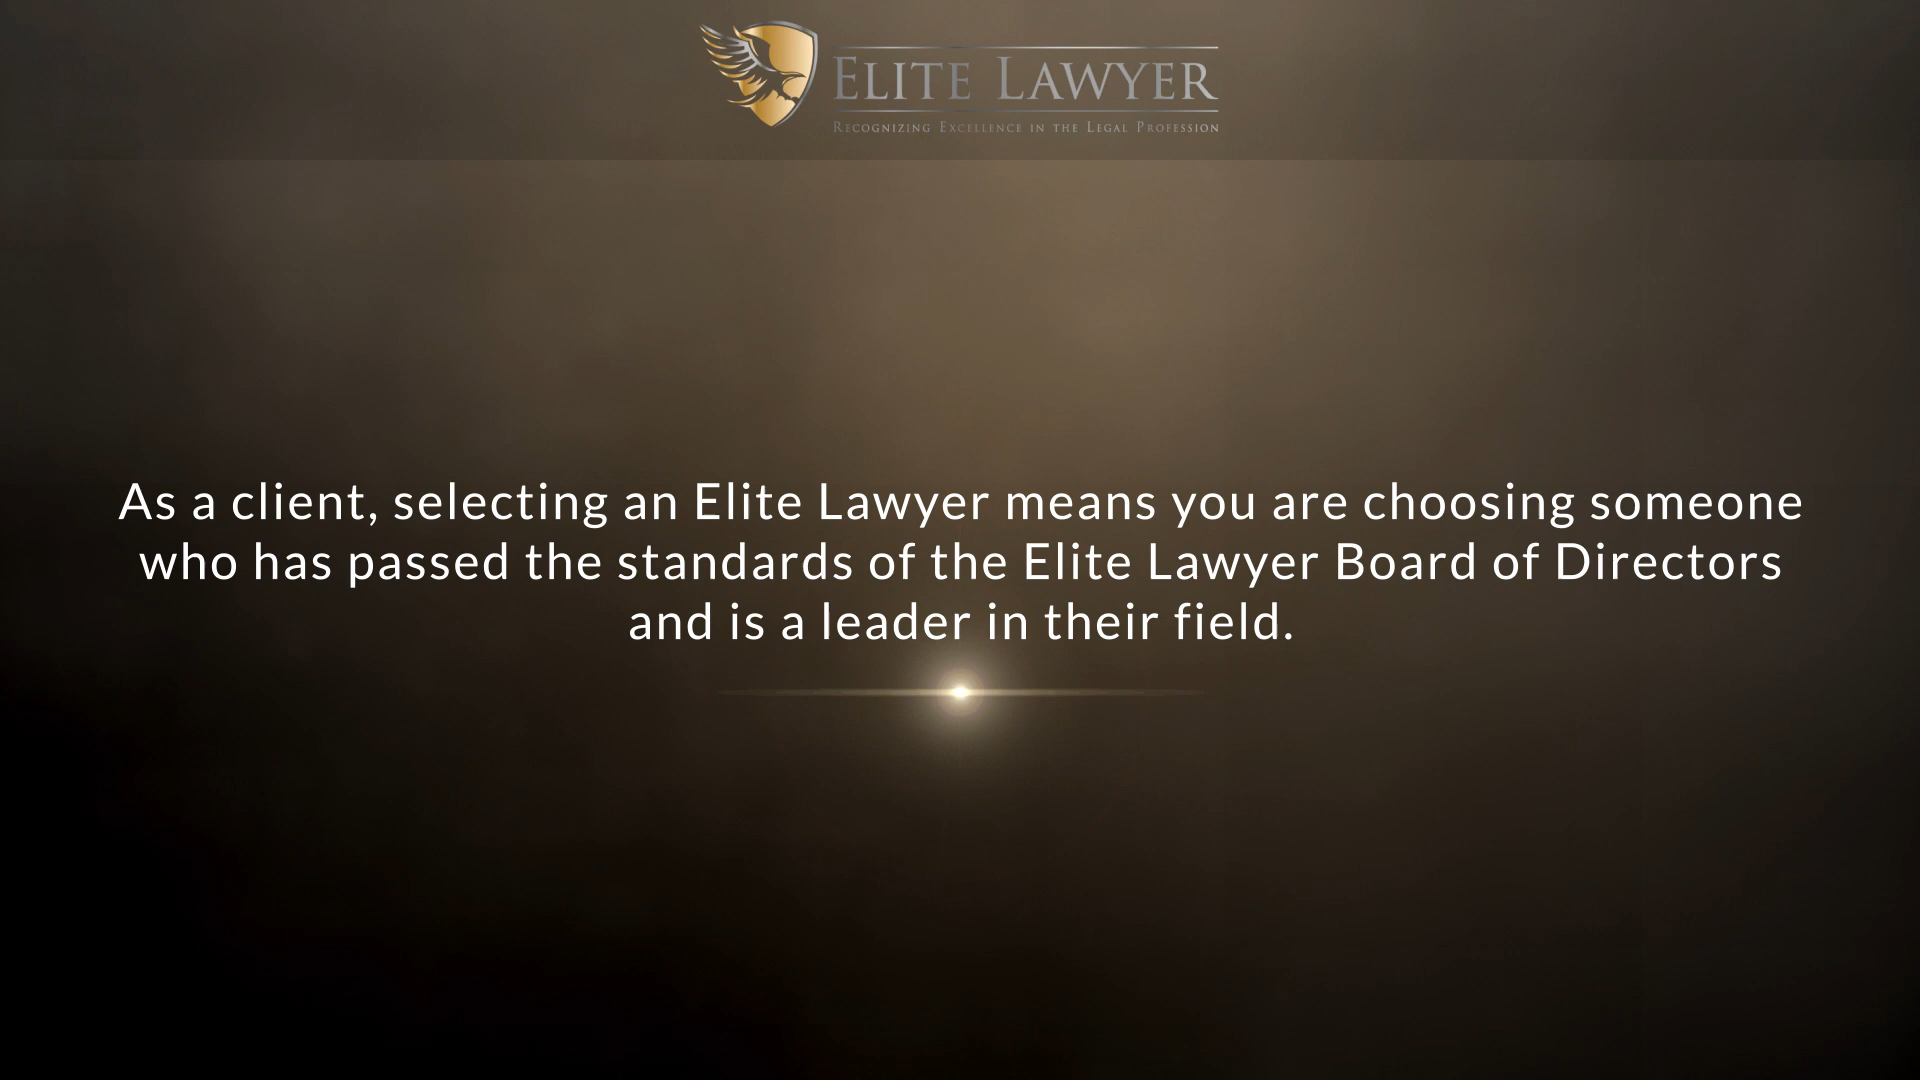 ELITE LAWYER
RECOGNIZING EXCELLENCE IN THE LEGAL PROFESSION
As a client, selecting an Elite Lawyer means you are choosing someone
who has passed the standards of the Elite Lawyer Board of Directors
and is a leader in their field.